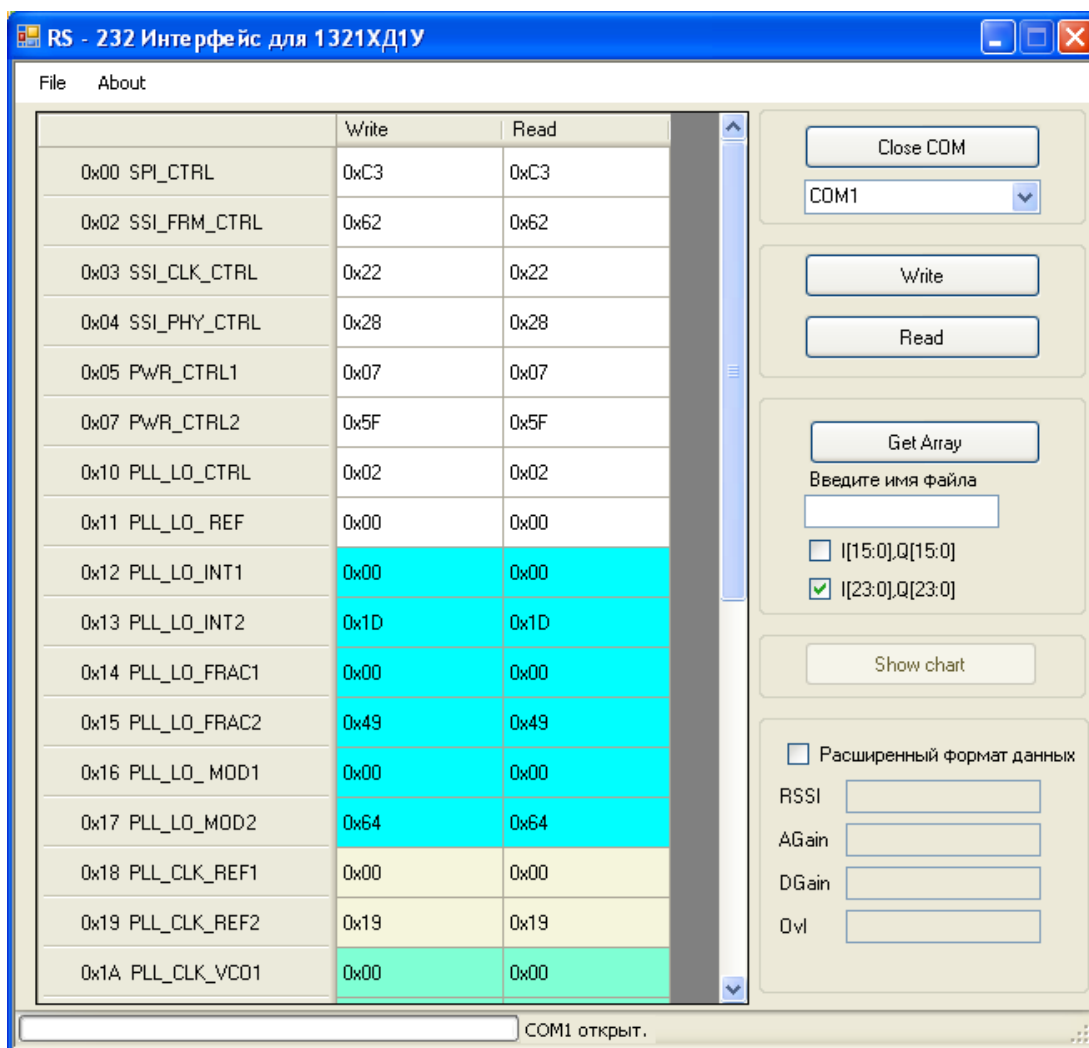 RS - 232 Интерфейс для 1321ХД1У
File About
Write Read
0x00 SPI_CTRL 0xC3 0xC3
0x02 SSI_FRM_CTRL 0x62 0x62
0x03 SSI_CLK_CTRL 0x22 0x22
0x04 SSI_PHY_CTRL 0x28 0x28
0x05 PWR_CTRL1 0x07 0x07
0x07 PWR_CTRL2 0x5F 0x5F
0x10 PLL_LO_CTRL 0x02 0x02
0x11 PLL_LO_ REF 0x00 0x00
0x12 PLL_LO_INT1 0x00 0x00
0x13 PLL_LO_INT2 0x1D 0x1D
0x14 PLL_LO_FRAC1 0x00 0x00
0x15 PLL_LO_FRAC2 0x49 0x49
0x16 PLL_LO_ MOD1 0x00 0x00
0x17 PLL_LO_MOD2 0x64 0x64
0x18 PLL_CLK_REF1 0x00 0x00
0x19 PLL_CLK_REF2 0x19 0x19
0x1A PLL_CLK_VCO1 0x00 0x00
Close COM
COM1
Write
Read
Get Array
Введите имя файла
I[15:0],Q[15:0]
I[23:0],Q[23:0]
Show chart
Расширенный формат данных
RSSI
AGain
DGain
Ovl
COM1 открыт.